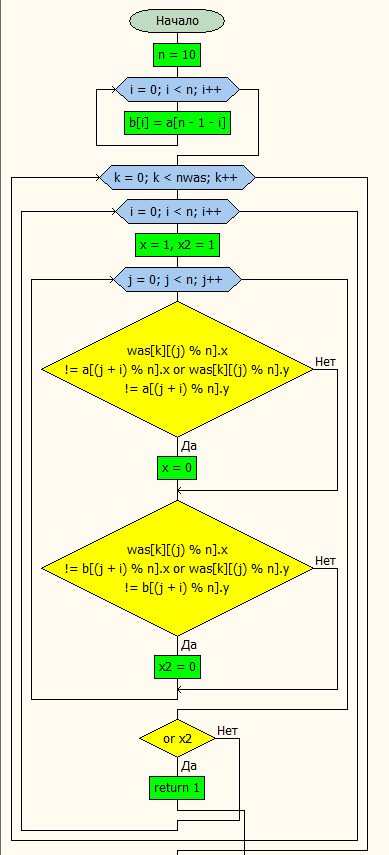 Начало
n = 10
i = 0; i < n; i++
b[i] = a[n - 1 - i]
k = 0; k < nwas; k++
i = 0; i < n; i++
x = 1, x2 = 1
j = 0; j < n; j++
was[k][(j) % n].x
!= a[(j + i) % n].x or was[k][(j) % n].y
!= a[(j + i) % n].y
Нет
Да
x = 0
was[k][(j) % n].x
!= b[(j + i) % n].x or was[k][(j) % n].y
!= b[(j + i) % n].y
Нет
Да
x2 = 0
or x2
Нет
Да
return 1